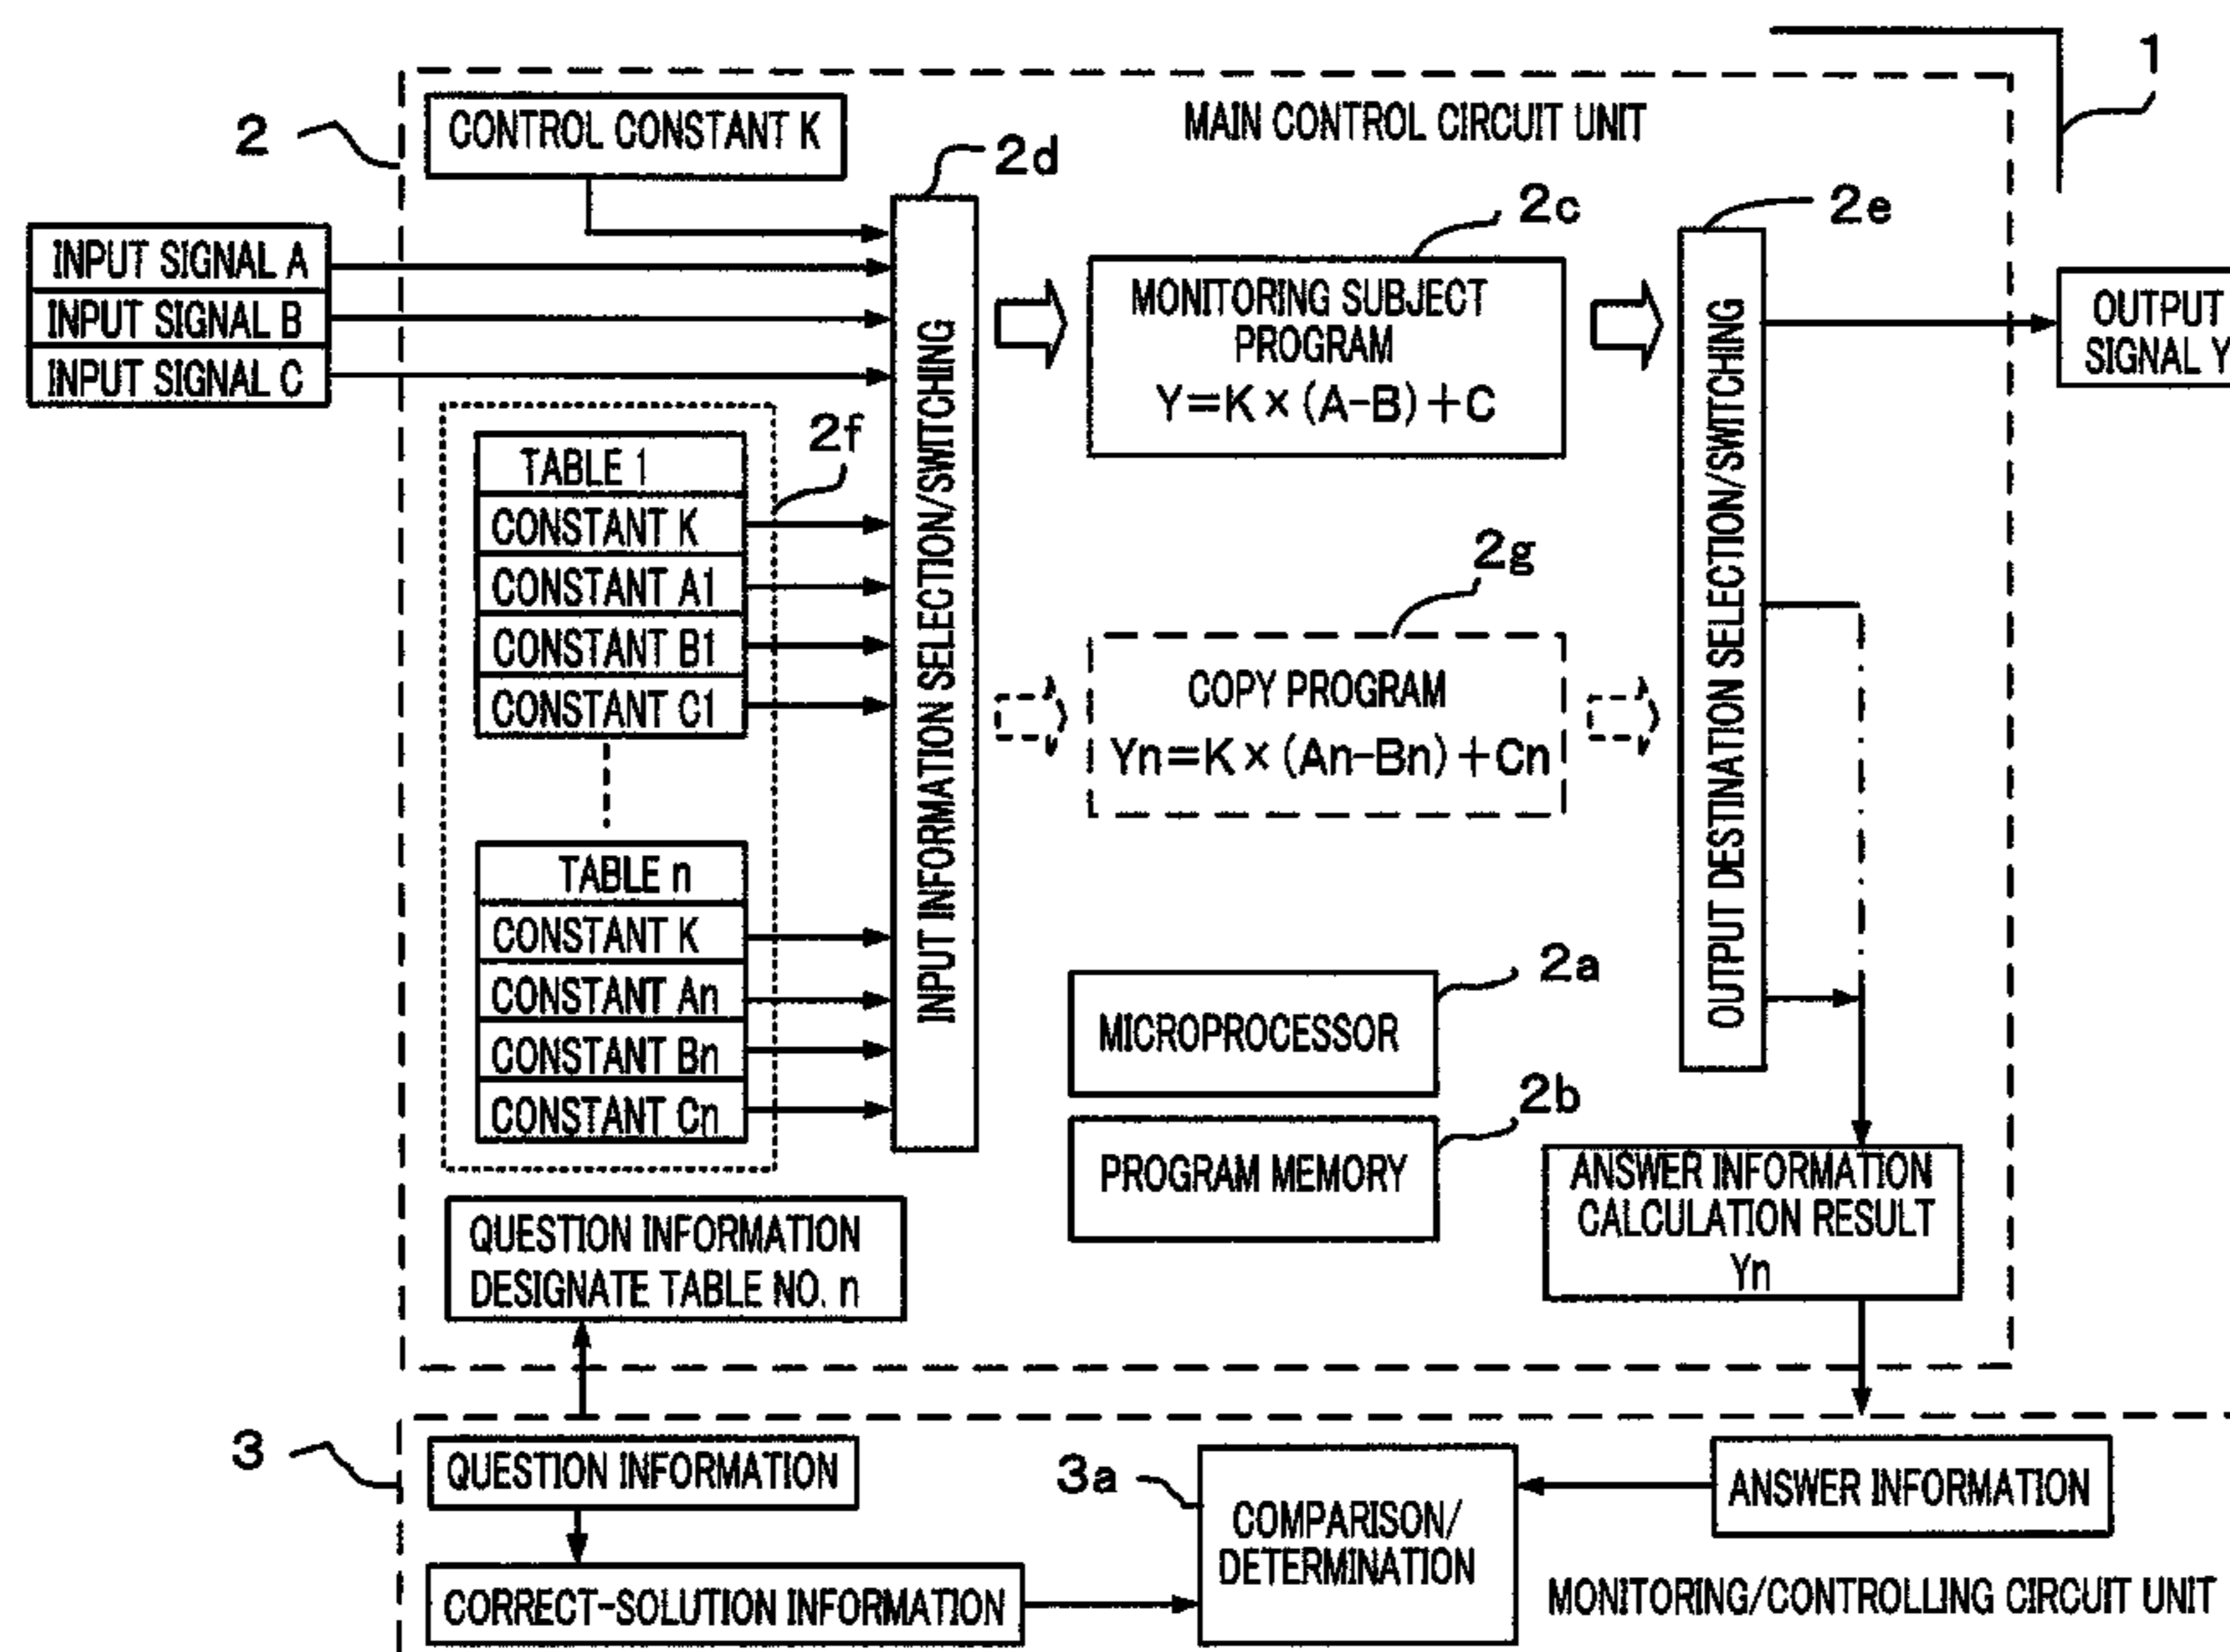 1
2
CONTROL CONSTANT K
MAIN CONTROL CIRCUIT UNIT
2d
2c
2e
INPUT SIGNAL A
INPUT SIGNAL B
INPUT SIGNAL C
INPUT INFORMATION SELECTION/SWITCHING
MONITORING SUBJECT
PROGRAM
Y=K×(A-B)+C
OUTPUT DESTINATION SELECTION/SWITCHING
OUTPUT
SIGNAL Y
2f
TABLE 1
CONSTANT K
CONSTANT A1
CONSTANT B1
CONSTANT C1
2g
COPY PROGRAM
Yn=K×(An-Bn)+Cn
TABLE n
CONSTANT K
CONSTANT An
CONSTANT Bn
CONSTANT Cn
2a
MICROPROCESSOR
2b
PROGRAM MEMORY
ANSWER INFORMATION
CALCULATION RESULT
Yn
QUESTION INFORMATION
DESIGNATE TABLE NO. n
3
QUESTION INFORMATION
3a
COMPARISON/
DETERMINATION
ANSWER INFORMATION
CORRECT-SOLUTION INFORMATION
MONITORING/CONTROLLING CIRCUIT UNIT